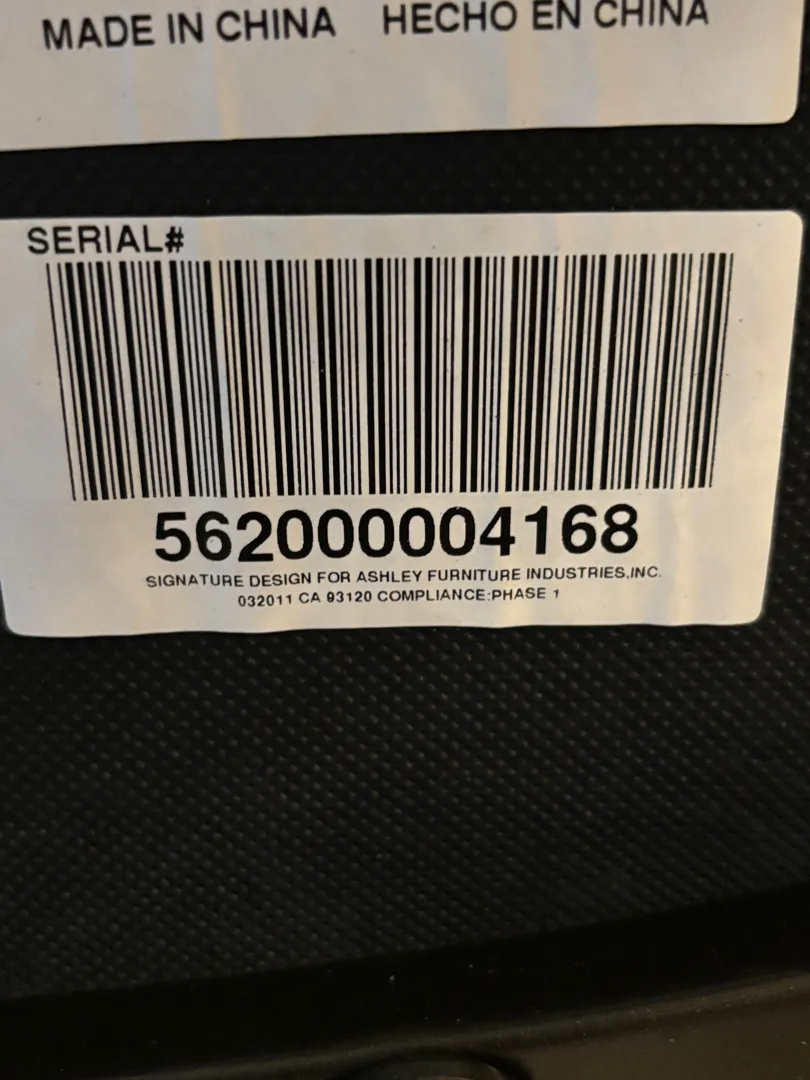 MADE IN CHINA HECHO EN CHINA
SERIAL#
562000004168
SIGNATURE DESIGN FOR ASHLEY FURNITURE INDUSTRIES,INC.
032011 CA 93120 COMPLIANCE:PHASE 1